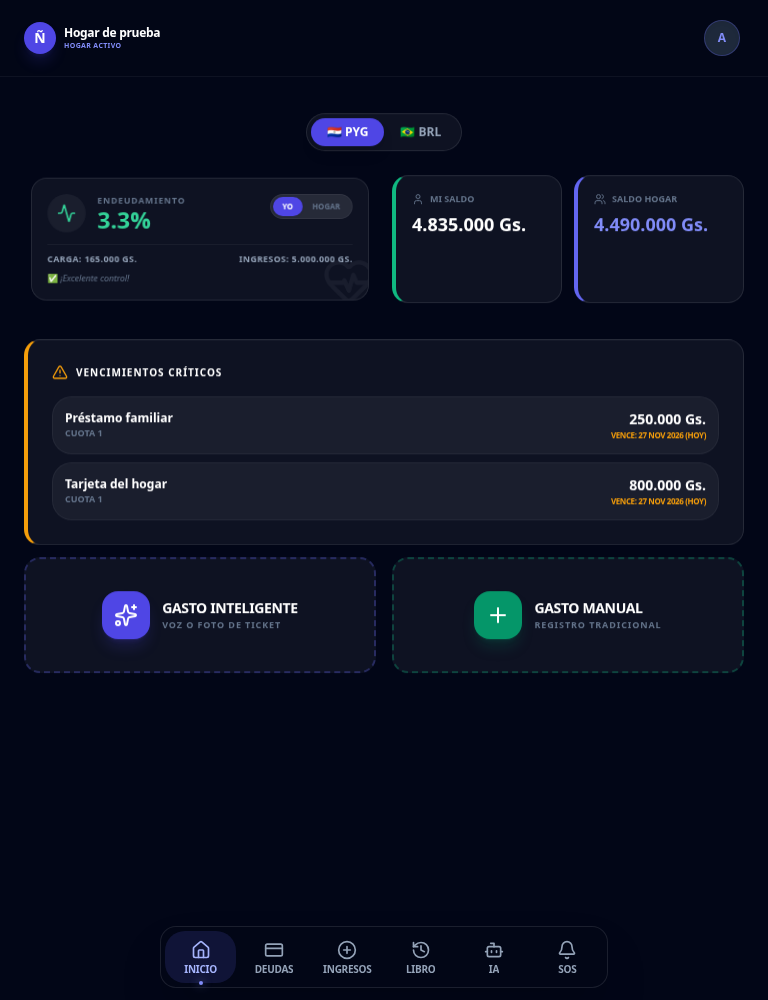 Ñ
Hogar de prueba
HOGAR ACTIVO
A
🇵🇾 PYG
🇧🇷 BRL
ENDEUDAMIENTO
3.3%
YO
HOGAR
CARGA: 165.000 GS.
INGRESOS: 5.000.000 GS.
✅ ¡Excelente control!
MI SALDO
4.835.000 Gs.
SALDO HOGAR
4.490.000 Gs.
VENCIMIENTOS CRÍTICOS
Préstamo familiar
250.000 Gs.
CUOTA 1
VENCE: 27 NOV 2026 (HOY)
Tarjeta del hogar
800.000 Gs.
CUOTA 1
VENCE: 27 NOV 2026 (HOY)
GASTO INTELIGENTE
VOZ O FOTO DE TICKET
GASTO MANUAL
REGISTRO TRADICIONAL
INICIO
DEUDAS
INGRESOS
LIBRO
IA
SOS